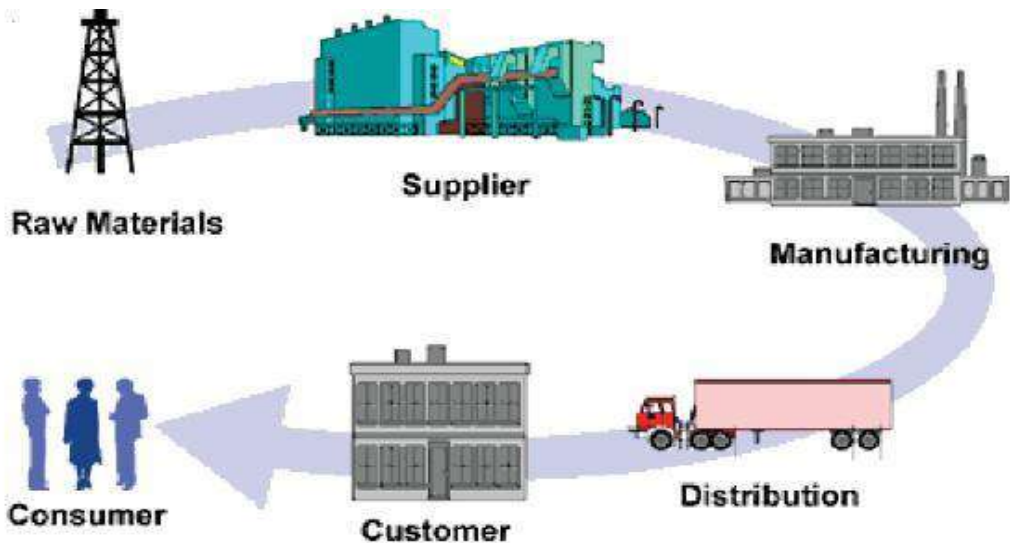 Raw Materials
Supplier
Manufacturing
Distribution
Customer
Consumer